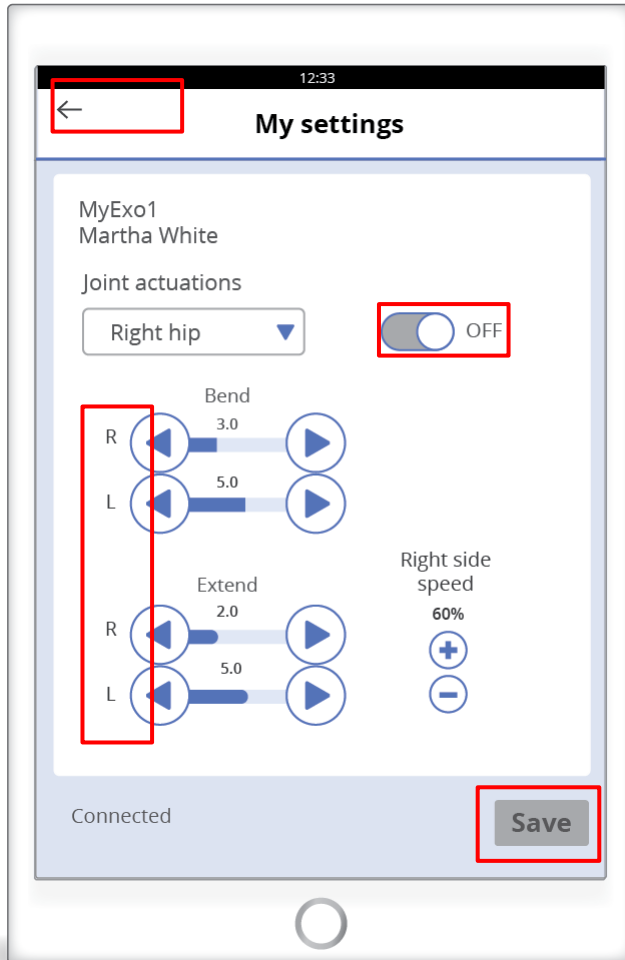 12:33
My settings
MyExo1
Martha White
Joint actuations
Right hip
OFF
Bend
R 3.0
L 5.0
Extend
R 2.0
L 5.0
Right side
speed
60%
Connected
Save